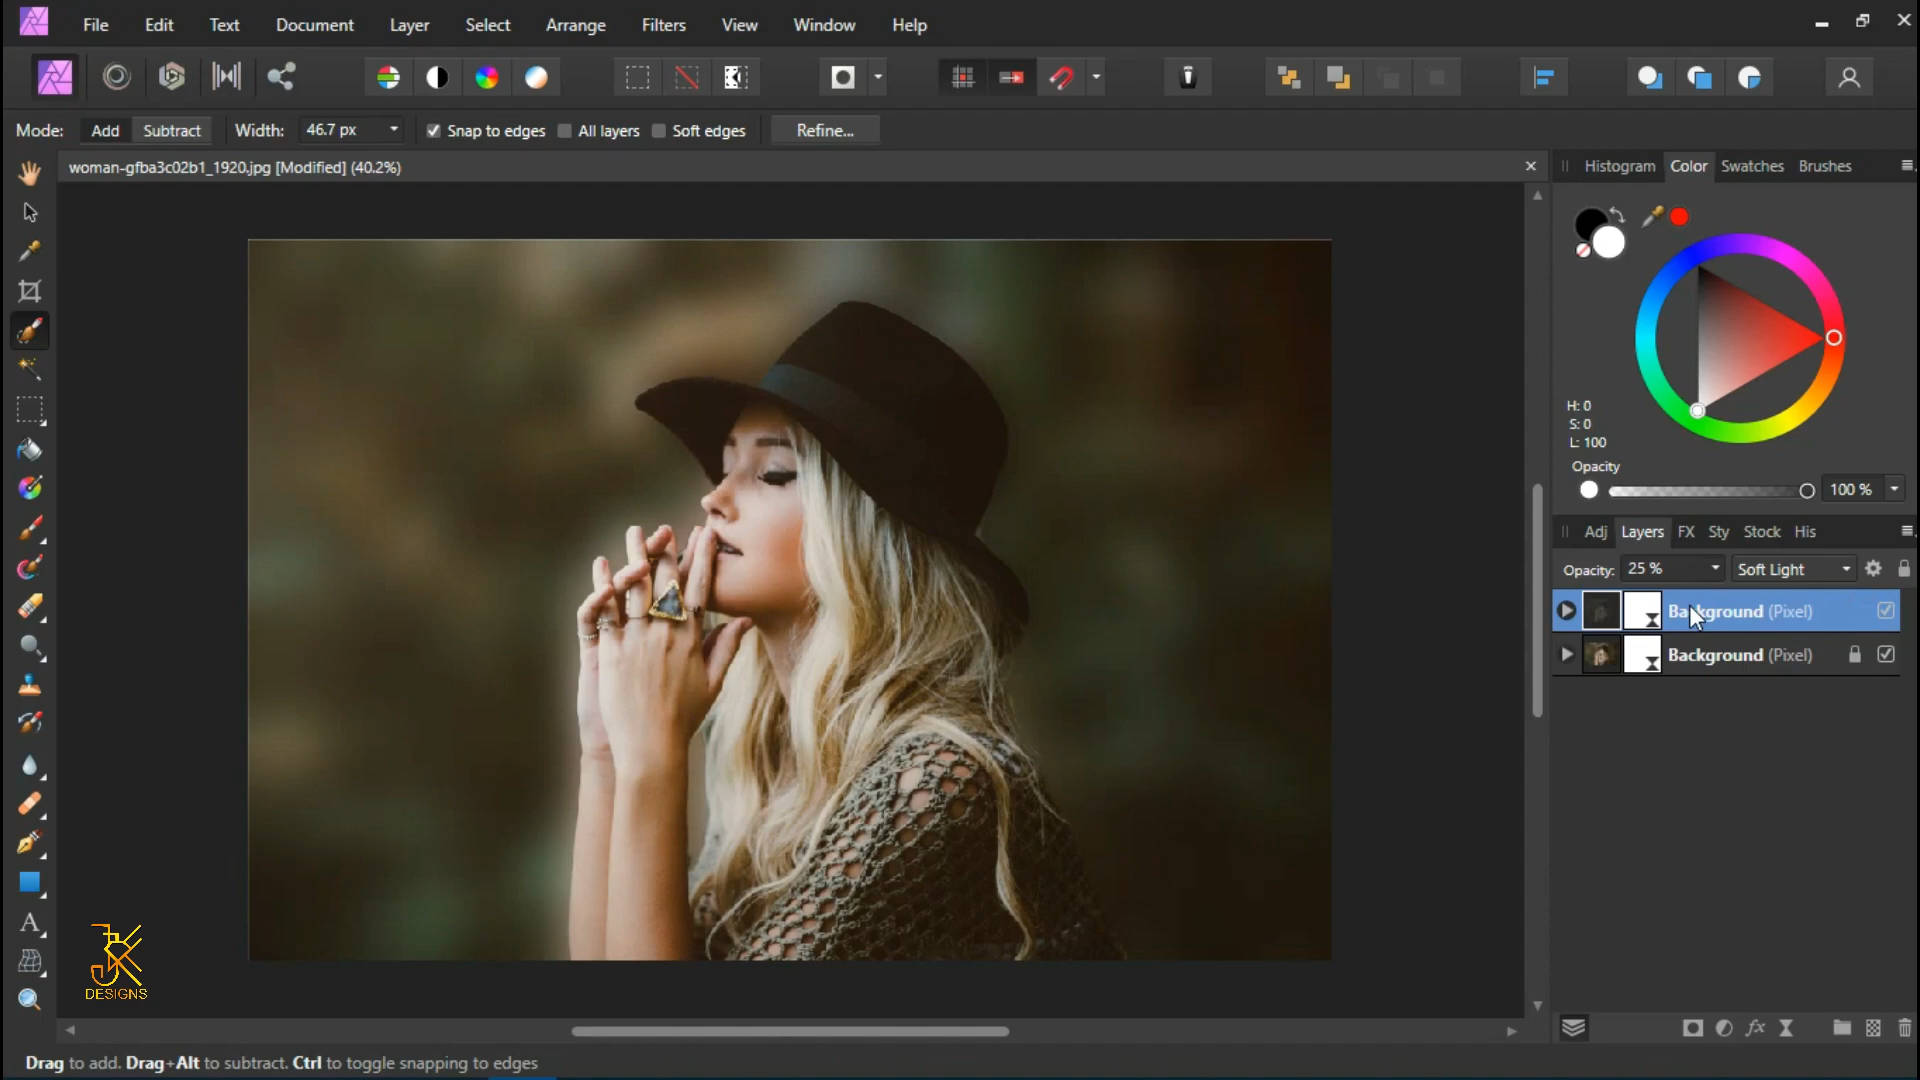 File Edit Text Document Layer Select Arrange Filters View Window Help
Mode: Add Subtract Width: 46.7 px Snap to edges All layers Soft edges Refine...
woman-gfba3c02b1_1920.jpg [Modified] (40.2%)
Histogram Color Swatches Brushes
H: 0
S: 0
L: 100
Opacity
100 %
Adj Layers FX Sty Stock His
Opacity: 25 % Soft Light
Background (Pixel)
Background (Pixel)
fx
A
JK
DESIGNS
Drag to add. Drag+Alt to subtract. Ctrl to toggle snapping to edges